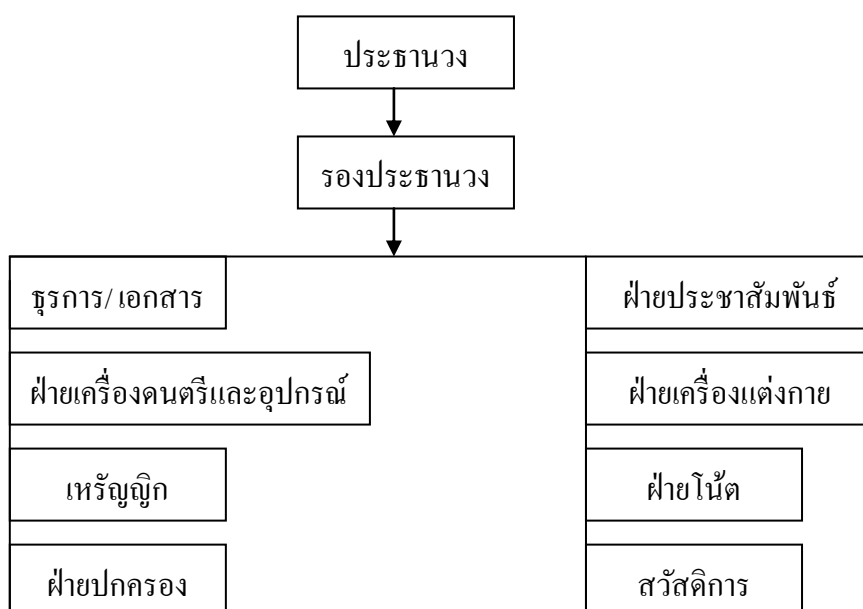 ประธานวง
รองประธานวง
ธุรการ/เอกสาร
ฝ่ายประชาสัมพันธ์
ฝ่ายเครื่องดนตรีและอุปกรณ์
ฝ่ายเครื่องแต่งกาย
เหรัญญิก
ฝ่ายโน้ต
ฝ่ายปกครอง
สวัสดิการ